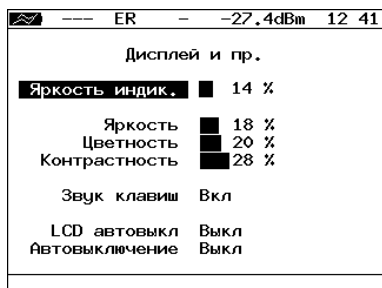 --- ER - -27.4dBm 12 41
Дисплей и пр.
Яркость индик. 14 %
Яркость 18 %
Цветность 20 %
Контрастность 28 %
Звук клавиш Вкл
LCD автовыкл Выкл
Автовыключение Выкл